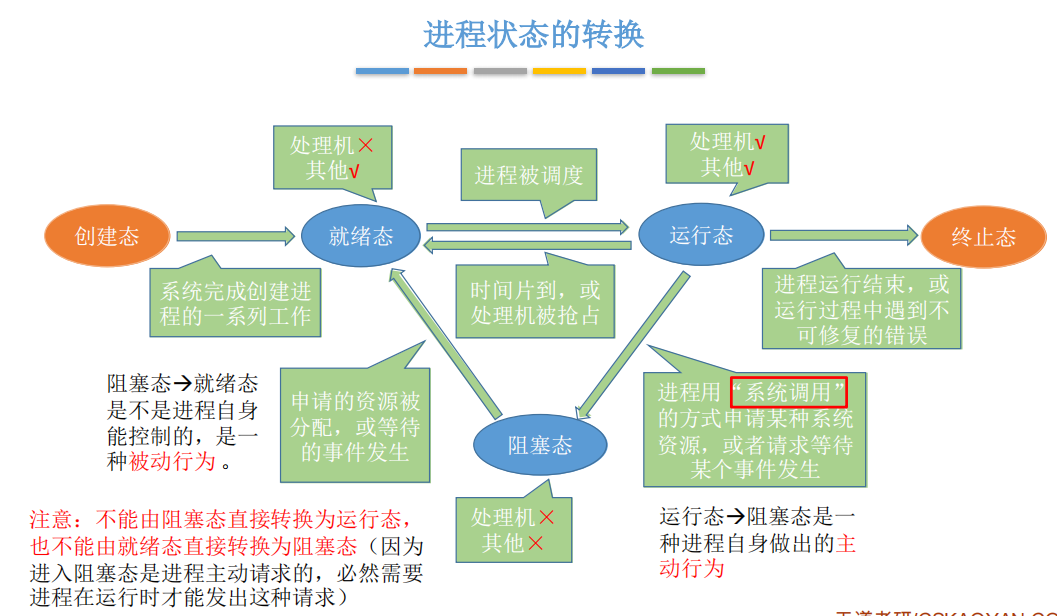 进程状态的转换
处理机×
其他√
进程被调度
处理机√
其他√
创建态
就绪态
运行态
终止态
系统完成创建进
程的一系列工作
时间片到，或
处理机被抢占
进程运行结束，或
运行过程中遇到不
可修复的错误
阻塞态→就绪态
是不是进程自身
能控制的，是一
种被动行为。
申请的资源被
分配，或等待
的事件发生
阻塞态
进程用“系统调用”
的方式申请某种系统
资源，或者请求等待
某个事件发生
处理机×
其他×
注意：不能由阻塞态直接转换为运行态，
也不能由就绪态直接转换为阻塞态（因为
进入阻塞态是进程主动请求的，必然需要
进程在运行时才能发出这种请求）
运行态→阻塞态是一
种进程自身做出的主
动行为